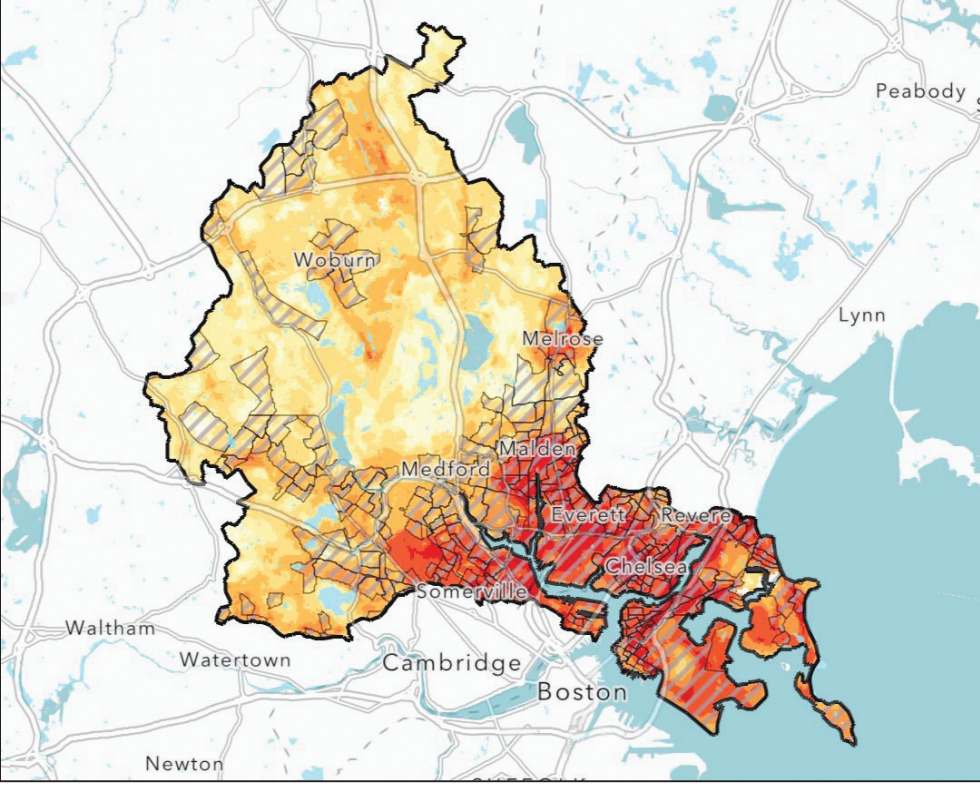 Peabody
Woburn
Lynn
Melrose
Malden
Medford
Everett
Revere
Chelsea
Somerville
Waltham
Watertown
Cambridge
Boston
Newton